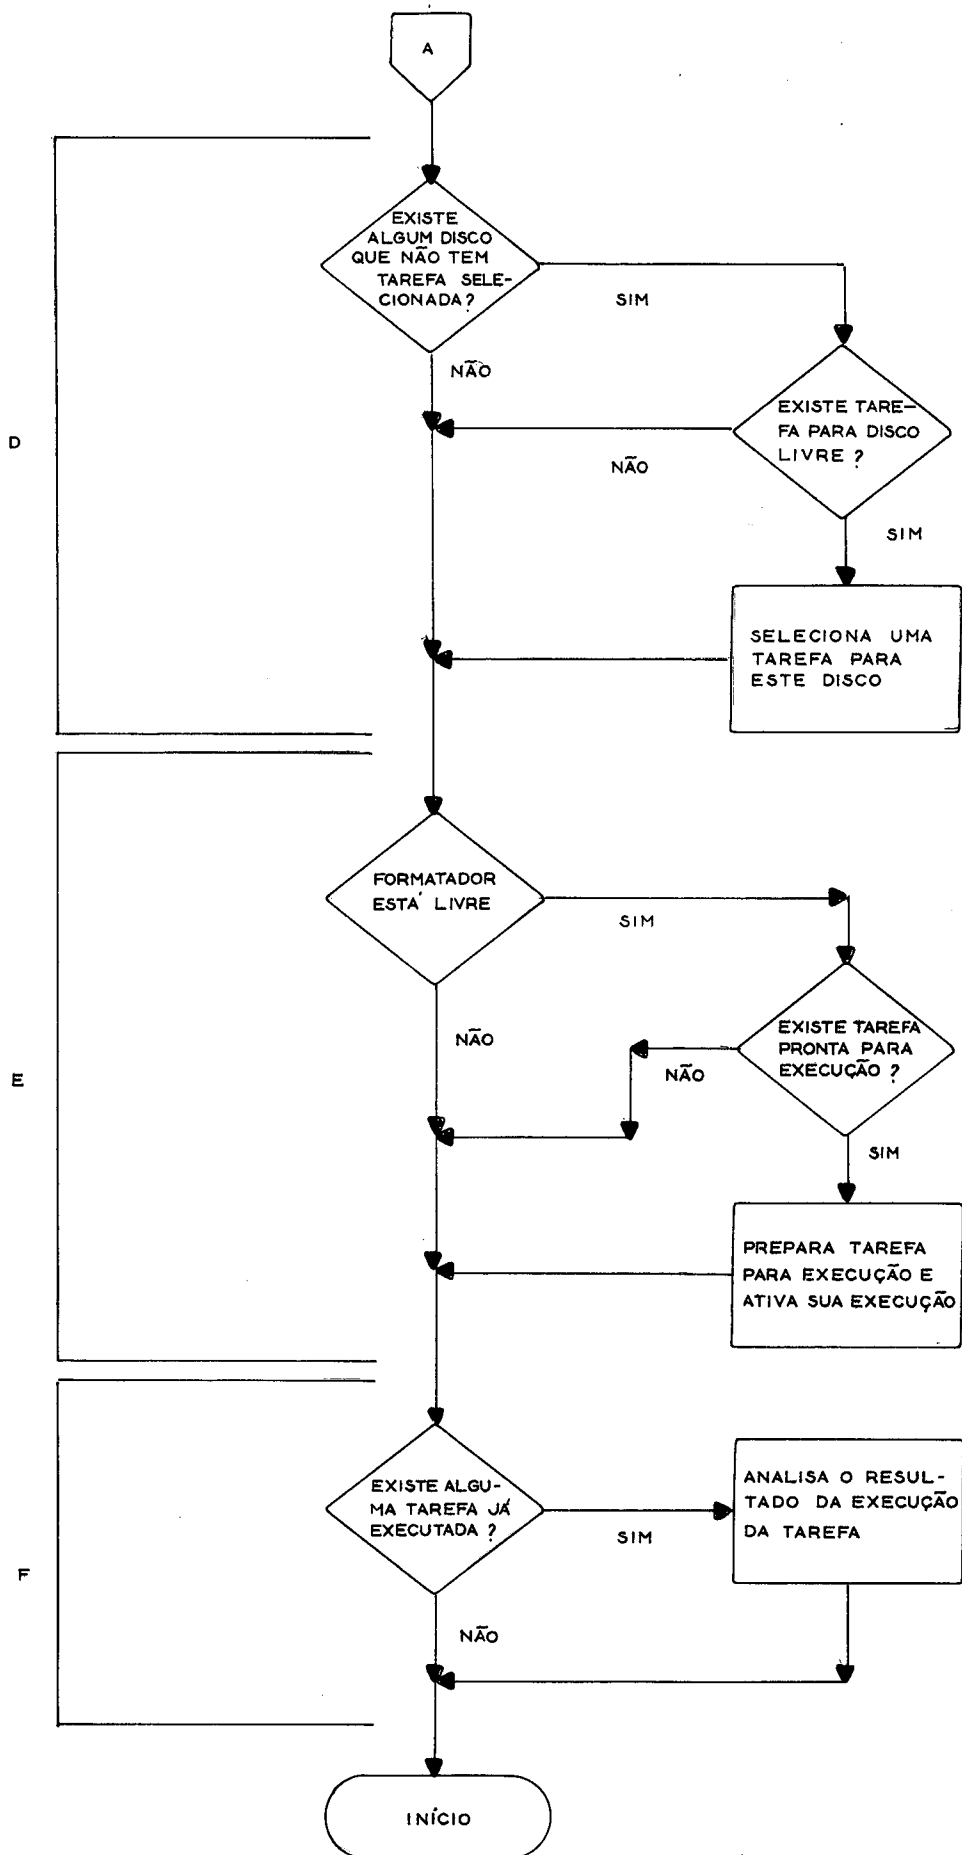 A
EXISTE
ALGUM DISCO
QUE NÃO TEM
TAREFA SELE-
CIONADA?
SIM
NÃO
EXISTE TARE-
FA PARA DISCO
LIVRE ?
NÃO
SIM
D
SELECIONA UMA
TAREFA PARA
ESTE DISCO
FORMATADOR
ESTÁ LIVRE
SIM
NÃO
EXISTE TAREFA
PRONTA PARA
EXECUÇÃO ?
NÃO
SIM
E
PREPARA TAREFA
PARA EXECUÇÃO E
ATIVA SUA EXECUÇÃO
EXISTE ALGU-
MA TAREFA JÁ
EXECUTADA ?
SIM
ANALISA O RESUL-
TADO DA EXECUÇÃO
DA TAREFA
F
NÃO
INÍCIO